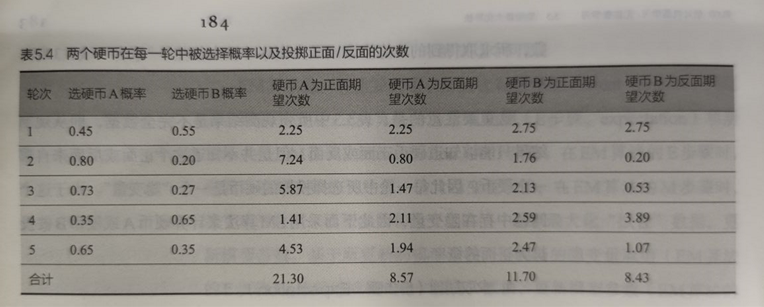 184
表5.4 两个硬币在每一轮中被选择概率以及投掷正面/反面的次数
轮次 选硬币A概率 选硬币B概率 硬币A为正面期望次数 硬币A为反面期望次数 硬币B为正面期望次数 硬币B为反面期望次数
1 0.45 0.55 2.25 2.25 2.75 2.75
2 0.80 0.20 7.24 0.80 1.76 0.20
3 0.73 0.27 5.87 1.47 2.13 0.53
4 0.35 0.65 1.41 2.11 2.59 3.89
5 0.65 0.35 4.53 1.94 2.47 1.07
合计 21.30 8.57 11.70 8.43